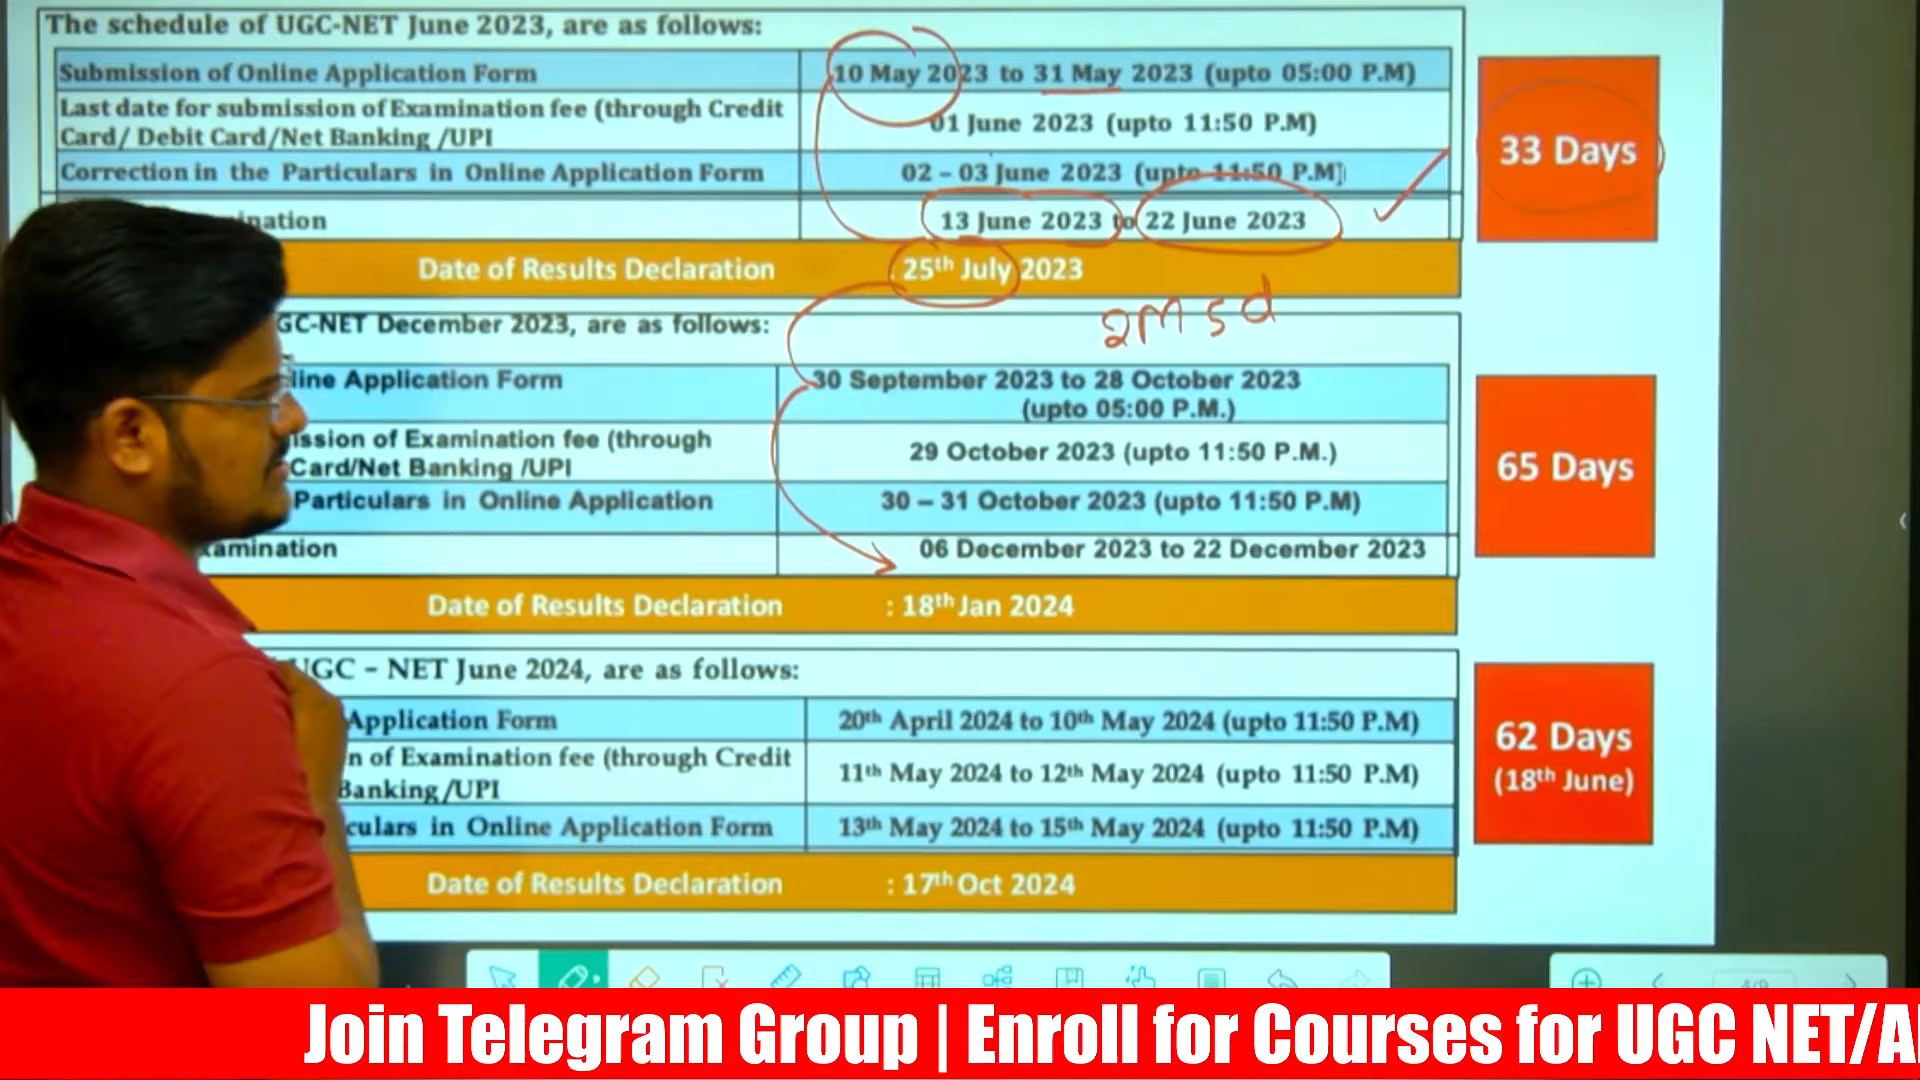 The schedule of UGC-NET June 2023, are as follows:
Submission of Online Application Form
10 May 2023 to 31 May 2023 (upto 05:00 P.M)
Last date for submission of Examination fee (through Credit
Card/ Debit Card/Net Banking /UPI
01 June 2023 (upto 11:50 P.M)
Correction in the Particulars in Online Application Form
02 – 03 June 2023 (upto 11:50 P.M)
ination
13 June 2023 to 22 June 2023
33 Days
Date of Results Declaration : 25th July 2023
2M 5d
GC-NET December 2023, are as follows:
line Application Form
30 September 2023 to 28 October 2023
(upto 05:00 P.M.)
ission of Examination fee (through
Card/Net Banking /UPI
29 October 2023 (upto 11:50 P.M.)
Particulars in Online Application
30 – 31 October 2023 (upto 11:50 P.M)
amination
06 December 2023 to 22 December 2023
65 Days
Date of Results Declaration : 18th Jan 2024
UGC – NET June 2024, are as follows:
Application Form
20th April 2024 to 10th May 2024 (upto 11:50 P.M)
n of Examination fee (through Credit
Banking/UPI
11th May 2024 to 12th May 2024 (upto 11:50 P.M)
culars in Online Application Form
13th May 2024 to 15th May 2024 (upto 11:50 P.M)
62 Days
(18th June)
Date of Results Declaration : 17th Oct 2024
Join Telegram Group | Enroll for Courses for UGC NET/A